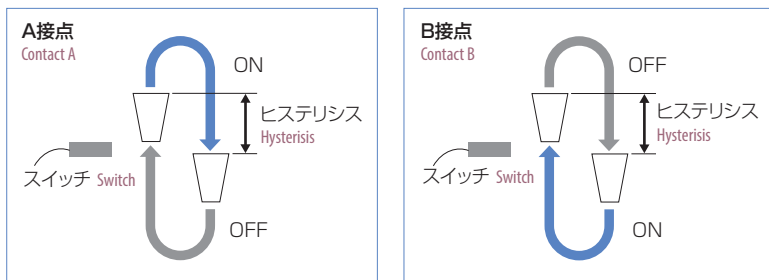 A接点
Contact A
ON
ヒステリシス
Hysterisis
スイッチ Switch
OFF
B接点
Contact B
OFF
ヒステリシス
Hysterisis
スイッチ Switch
ON